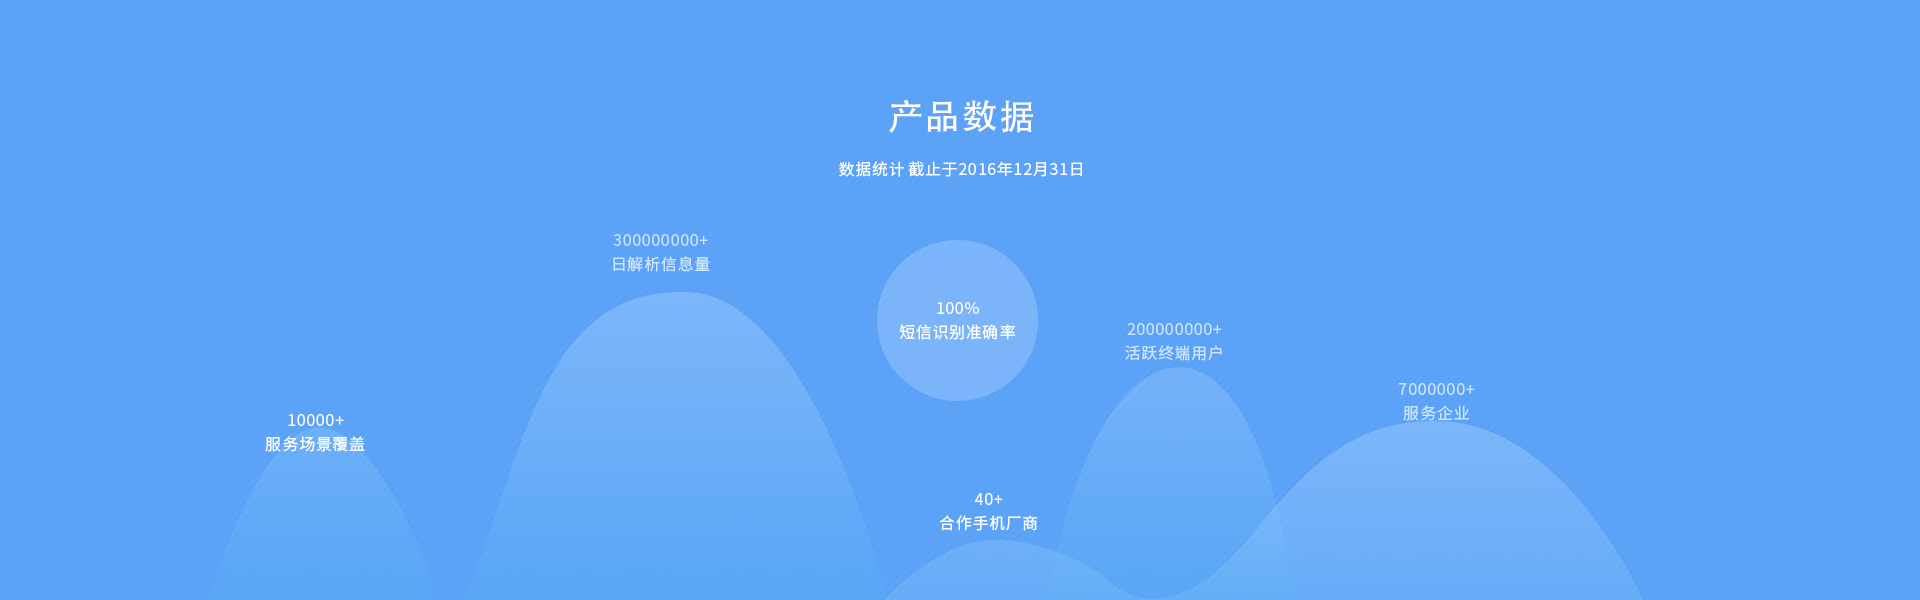 产品数据
数据统计 截止于2016年12月31日
300000000+
日解析信息量
100%
短信识别准确率
200000000+
活跃终端用户
7000000+
服务企业
10000+
服务场景覆盖
40+
合作手机厂商